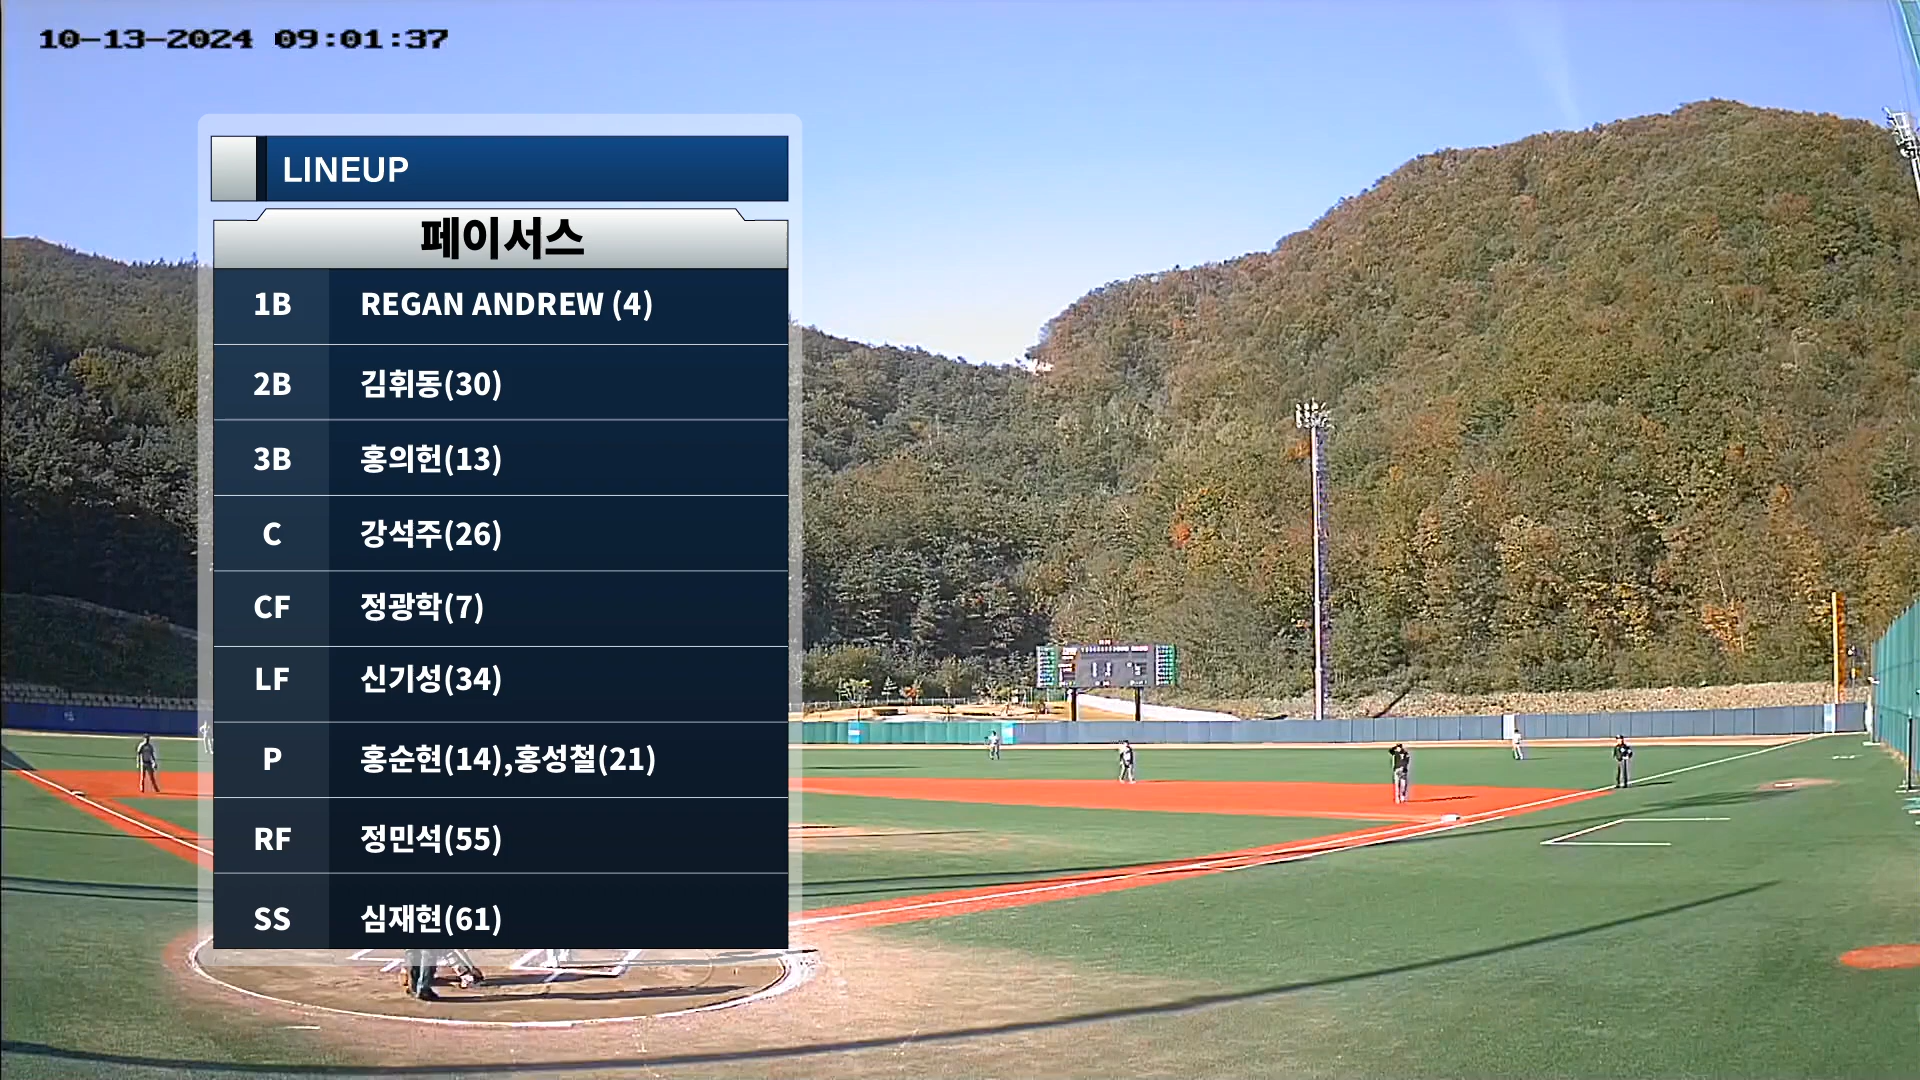 10-13-2024 09:01:37
LINEUP
페이서스
1B REGAN ANDREW (4)
2B 김휘동(30)
3B 홍의헌(13)
C 강석주(26)
CF 정광학(7)
LF 신기성(34)
P 홍순현(14),홍성철(21)
RF 정민석(55)
SS 심재현(61)